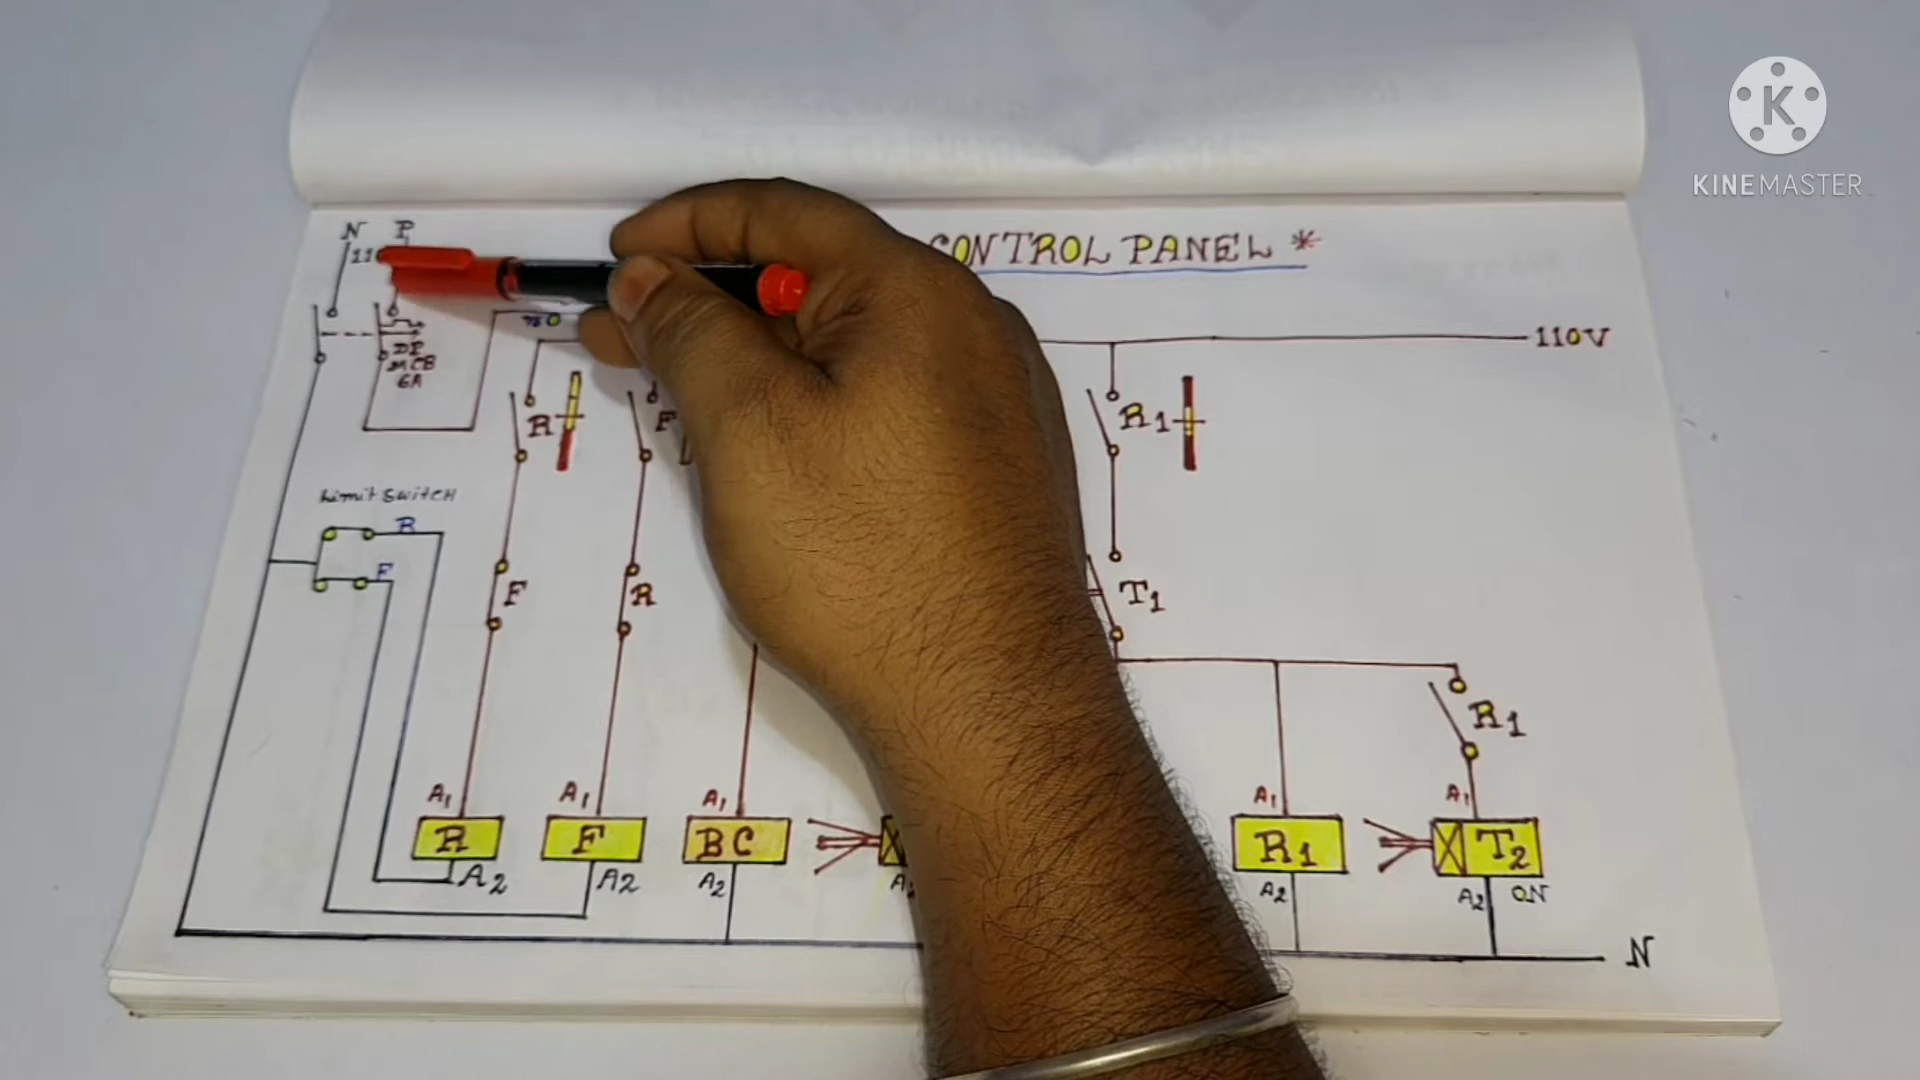 KINEMASTER
N P
CONTROL PANEL *
110V
DP
MCB
6A
R F R1
Limit Switch
R
F
F R T1
R1
A1 A1 A1 A1 A1
R F BC R1 T2
A2 A2 A2 A2 A2 ON
N